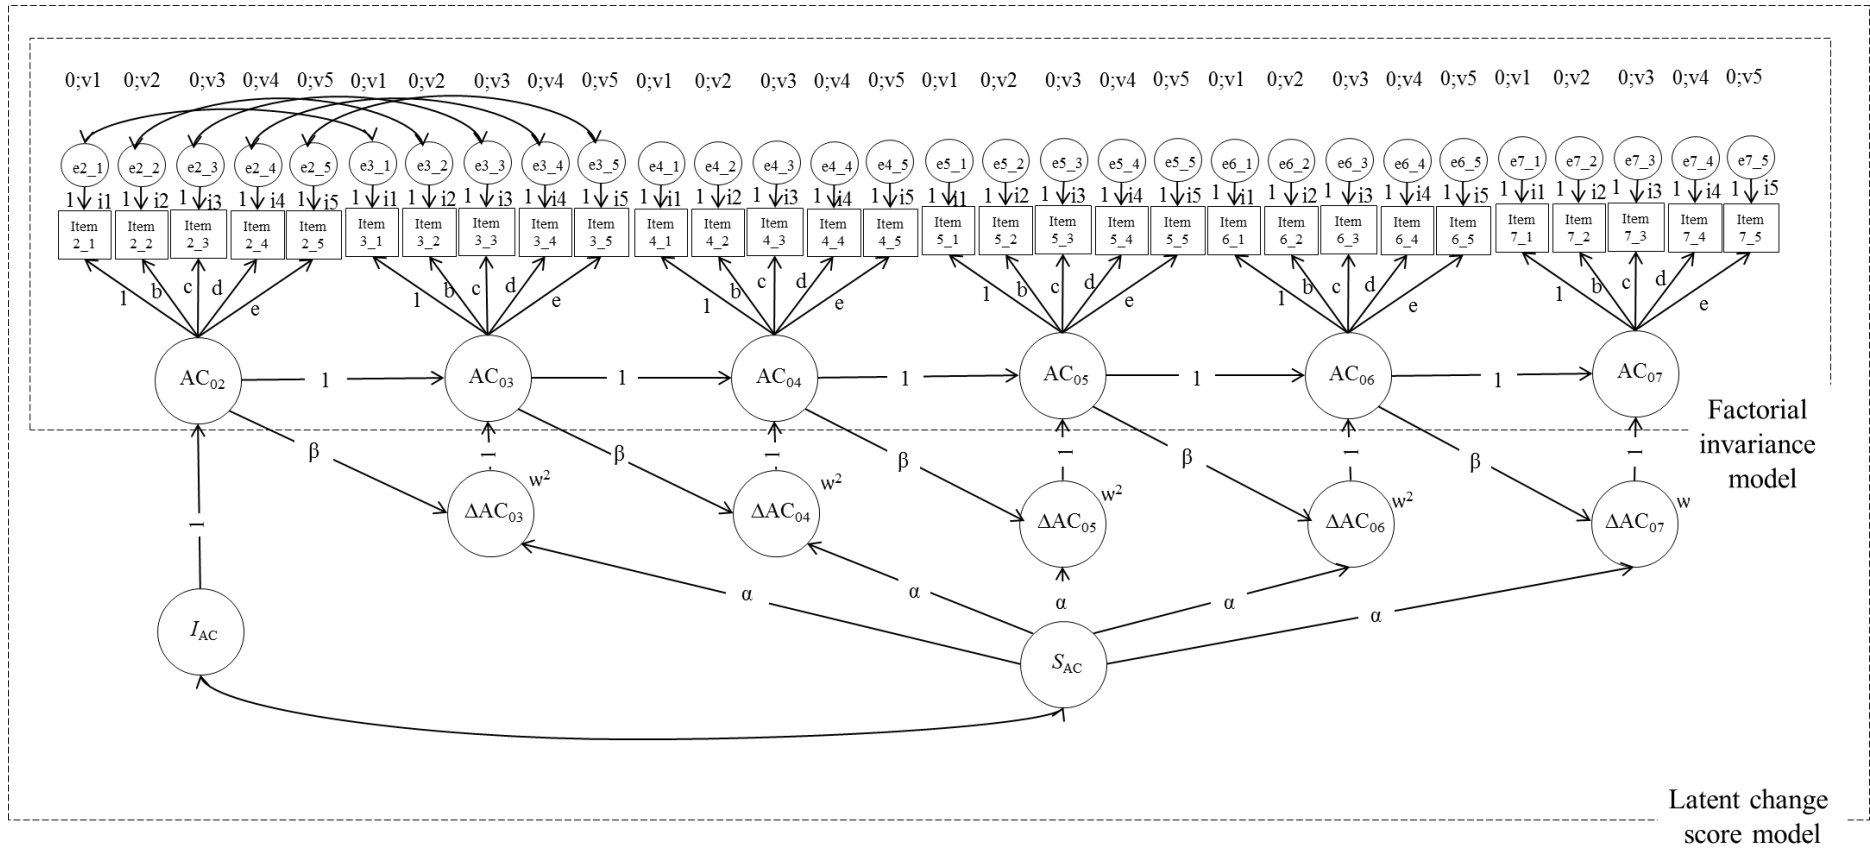 0;v1 0;v2 0;v3 0;v4 0;v5 0;v1 0;v2 0;v3 0;v4 0;v5 0;v1 0;v2 0;v3 0;v4 0;v5 0;v1 0;v2 0;v3 0;v4 0;v5 0;v1 0;v2 0;v3 0;v4 0;v5 0;v1 0;v2 0;v3 0;v4 0;v5
e2_1 e2_2 e2_3 e2_4 e2_5 e3_1 e3_2 e3_3 e3_4 e3_5 e4_1 e4_2 e4_3 e4_4 e4_5 e5_1 e5_2 e5_3 e5_4 e5_5 e6_1 e6_2 e6_3 e6_4 e6_5 e7_1 e7_2 e7_3 e7_4 e7_5
1 i1 1 i2 1 i3 1 i4 1 i5 1 i1 1 i2 1 i3 1 i4 1 i5 1 i1 1 i2 1 i3 1 i4 1 i5 1 i1 1 i2 1 i3 1 i4 1 i5 1 i1 1 i2 1 i3 1 i4 1 i5 1 i1 1 i2 1 i3 1 i4 1 i5
Item Item Item Item Item Item Item Item Item Item Item Item Item Item Item Item Item Item Item Item Item Item Item Item Item Item Item Item Item Item
2_1 2_2 2_3 2_4 2_5 3_1 3_2 3_3 3_4 3_5 4_1 4_2 4_3 4_4 4_5 5_1 5_2 5_3 5_4 5_5 6_1 6_2 6_3 6_4 6_5 7_1 7_2 7_3 7_4 7_5
1 b c d e 1 b c d e 1 b c d e 1 b c d e 1 b c d e 1 b c d e
AC02 1 AC03 1 AC04 1 AC05 1 AC06 1 AC07
Factorial
invariance
model
β 1 β 1 β 1 β 1 β 1
w2 w2 w2 w2 w
ΔAC03 ΔAC04 ΔAC05 ΔAC06 ΔAC07
1
α α α α α
IAC
SAC
Latent change
score model